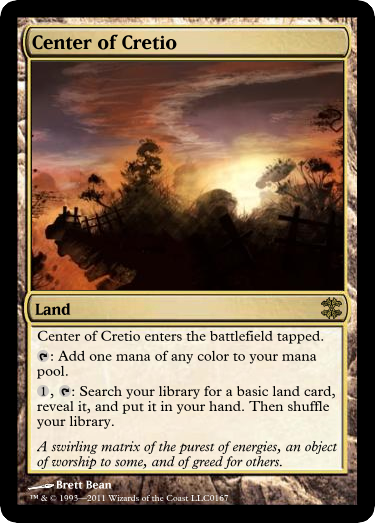 Center of Cretio
Land
Center of Cretio enters the battlefield tapped.
: Add one mana of any color to your mana
pool.
1, : Search your library for a basic land card,
reveal it, and put it in your hand. Then shuffle
your library.
A swirling matrix of the purest of energies, an object
of worship to some, and of greed for others.
Brett Bean
™ & © 1993—2011 Wizards of the Coast LLC0167